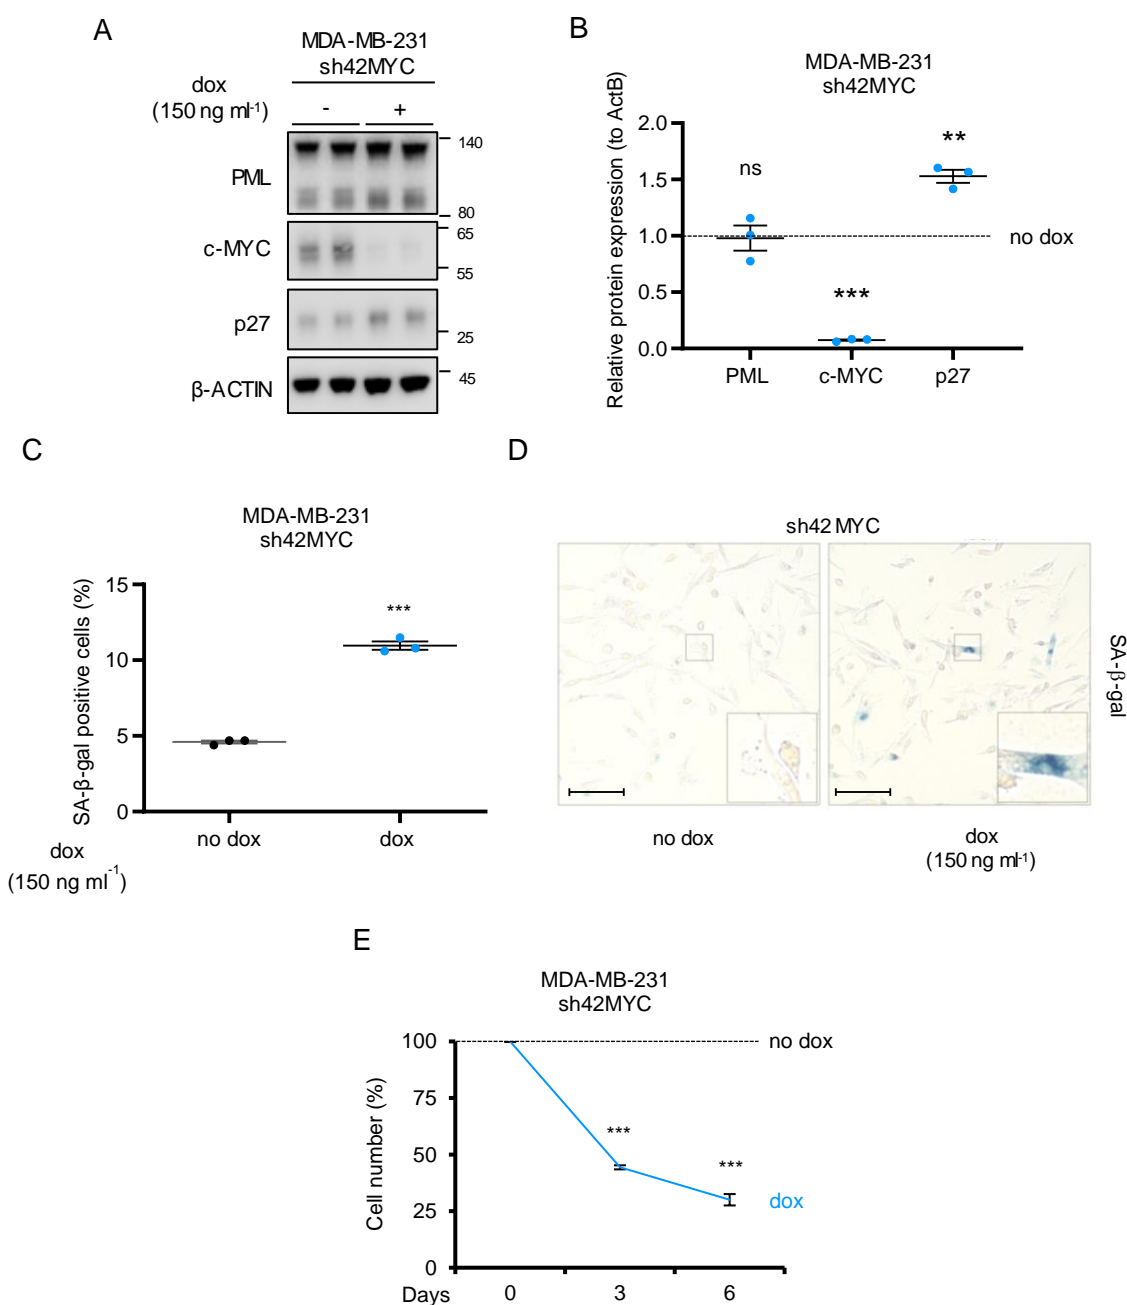 A
MDA-MB-231
sh42MYC
dox
(150 ng ml-1)
- +
PML
140
80
c-MYC
65
55
p27
25
β-ACTIN
45
B
MDA-MB-231
sh42MYC
Relative protein expression (to ActB)
2.0
1.5
1.0
0.5
0.0
ns
***
**
no dox
PML c-MYC p27
C
MDA-MB-231
sh42MYC
SA-β-gal positive cells (%)
15
10
5
0
***
no dox dox
dox
(150 ng ml-1)
D
sh42 MYC
SA-β-gal
no dox
dox
(150 ng ml-1)
E
MDA-MB-231
sh42MYC
Cell number (%)
100
75
50
25
0
no dox
***
***
dox
Days 0 3 6